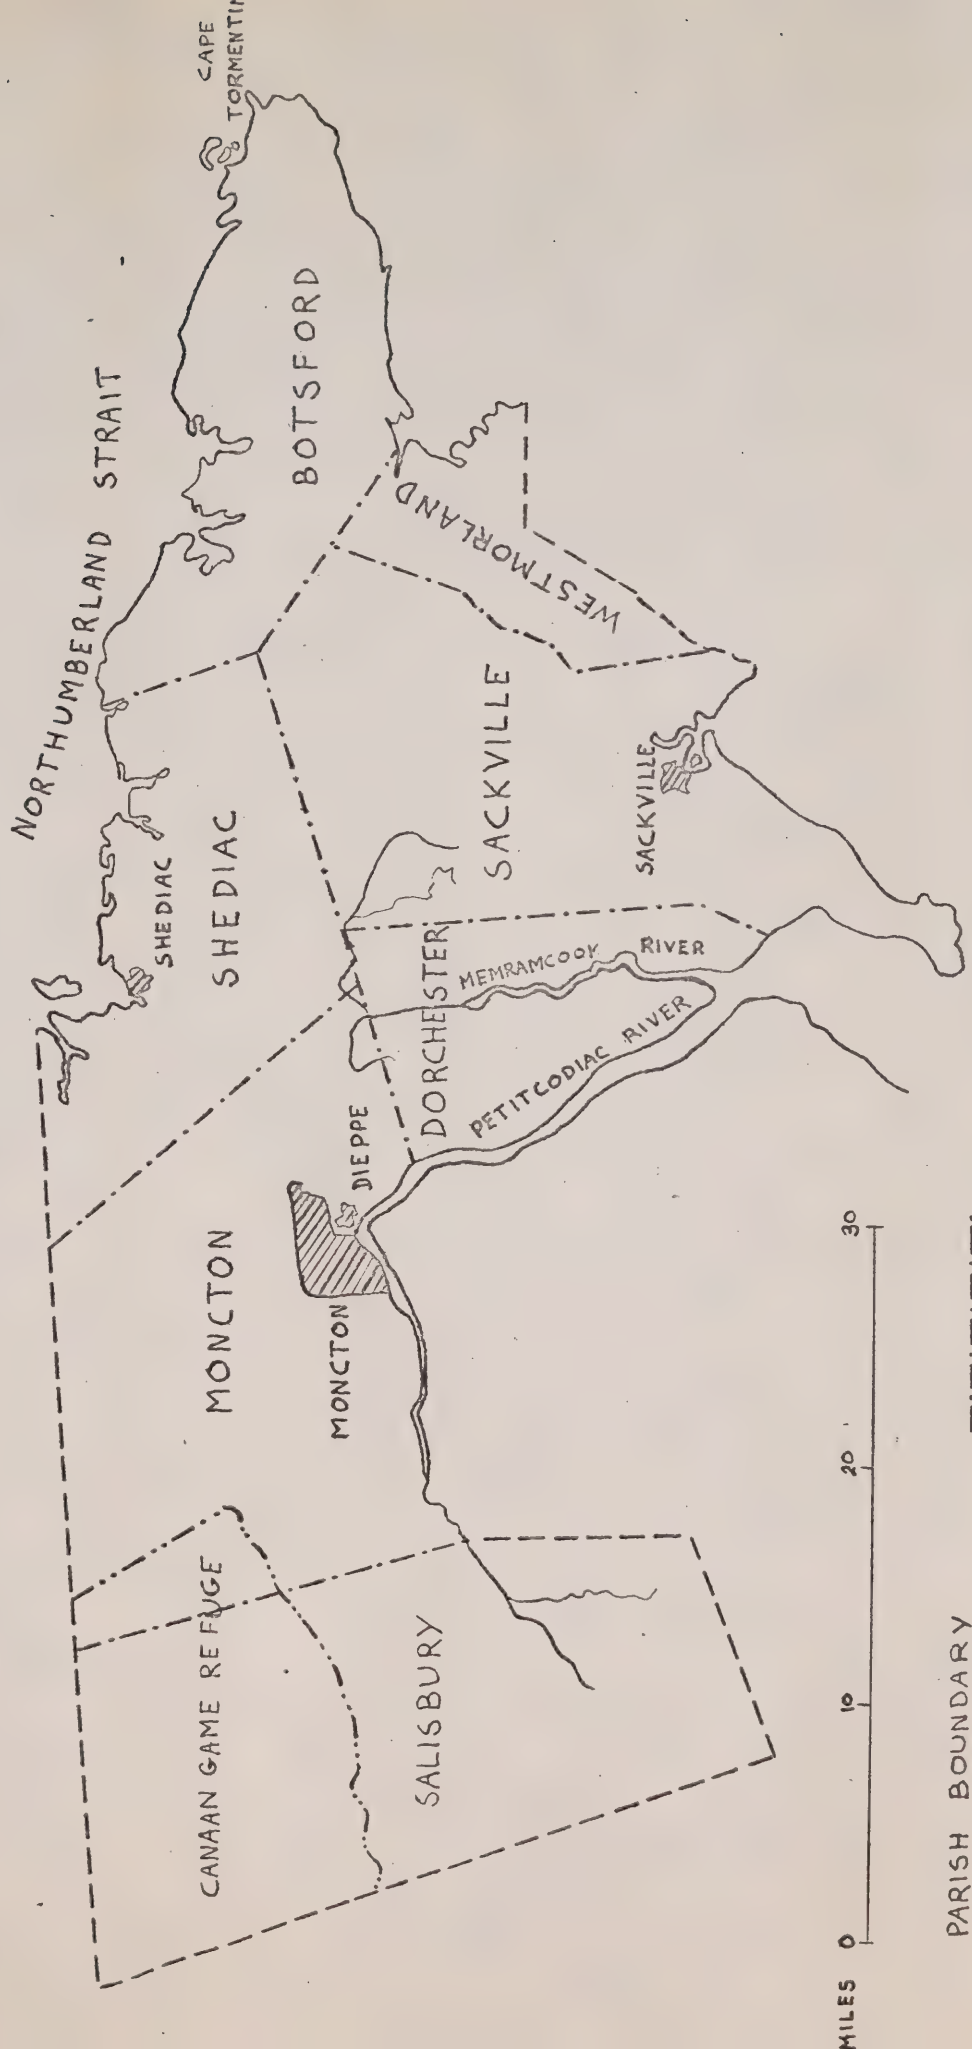 CAPE
NORTHUMBERLAND STRAIT
BOTSFORD
WESTMORLAND
SHEDIAC
SHEDIAC
SACKVILLE
SACKVILLE
DORCHESTER
MEMRAMCOOK RIVER
PETITCODIAC RIVER
DIEPPE
MONCTON
MONCTON
CANAAN GAME REFUGE
SALISBURY
MILES 0 10 20 30
PARISH BOUNDARY